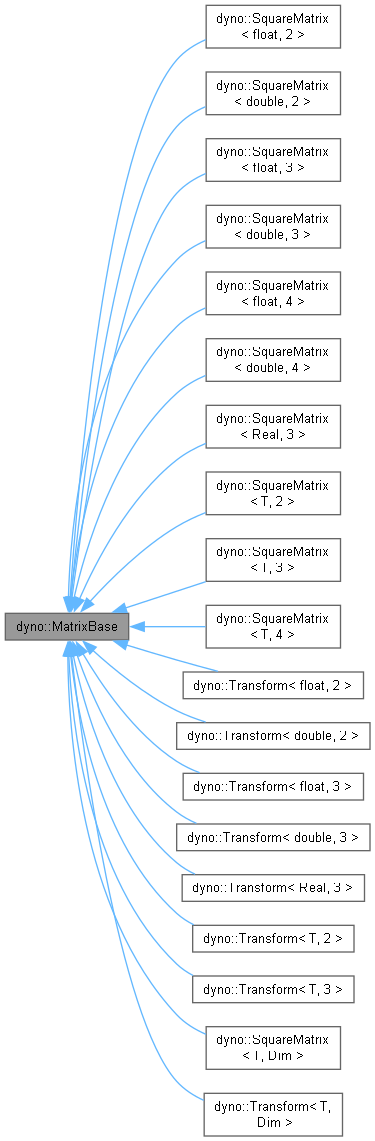 dyno::SquareMatrix
< float, 2 >
dyno::SquareMatrix
< double, 2 >
dyno::SquareMatrix
< float, 3 >
dyno::SquareMatrix
< double, 3 >
dyno::SquareMatrix
< float, 4 >
dyno::SquareMatrix
< double, 4 >
dyno::SquareMatrix
< Real, 3 >
dyno::SquareMatrix
< T, 2 >
dyno::SquareMatrix
< T, 3 >
dyno::MatrixBase
dyno::SquareMatrix
< T, 4 >
dyno::Transform< float, 2 >
dyno::Transform< double, 2 >
dyno::Transform< float, 3 >
dyno::Transform< double, 3 >
dyno::Transform< Real, 3 >
dyno::Transform< T, 2 >
dyno::Transform< T, 3 >
dyno::SquareMatrix
< T, Dim >
dyno::Transform< T,
Dim >